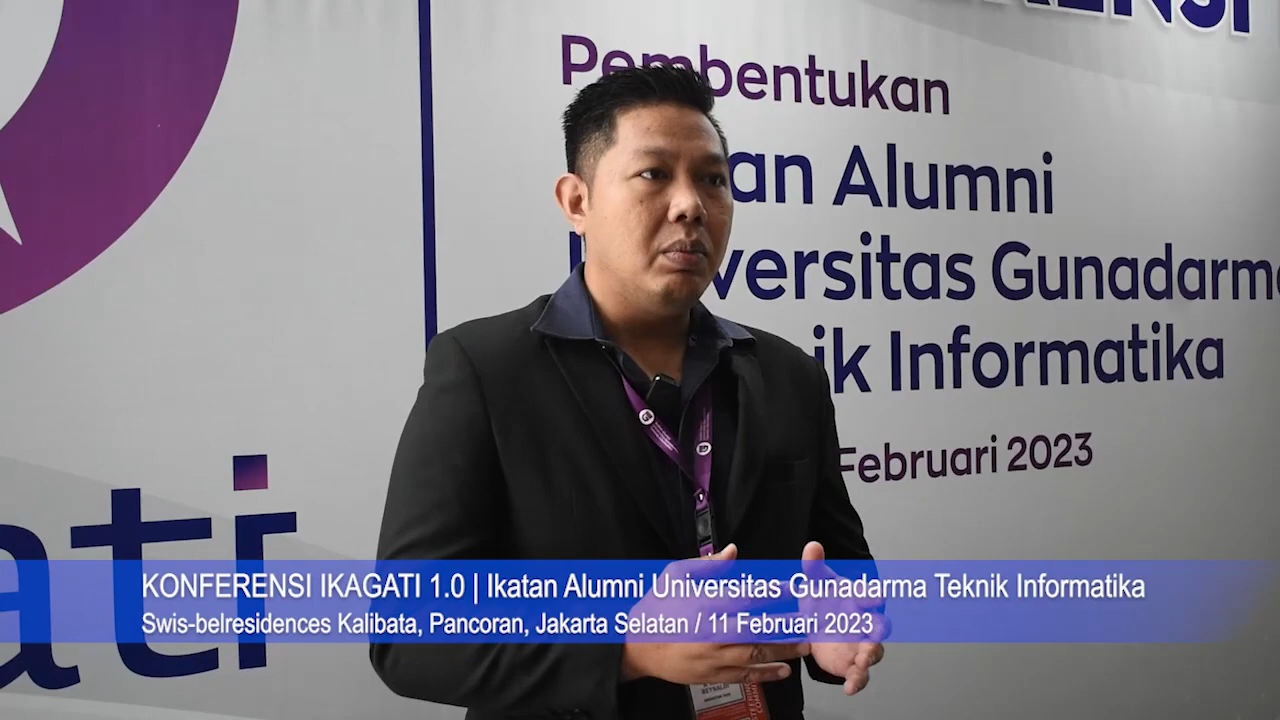 Pembentukan
an Alumni
versitas Gunadarma
ik Informatika
Februari 2023
ati
KONFERENSI IKAGATI 1.0 | Ikatan Alumni Universitas Gunadarma Teknik Informatika
Swis-belresidences Kalibata, Pancoran, Jakarta Selatan / 11 Februari 2023